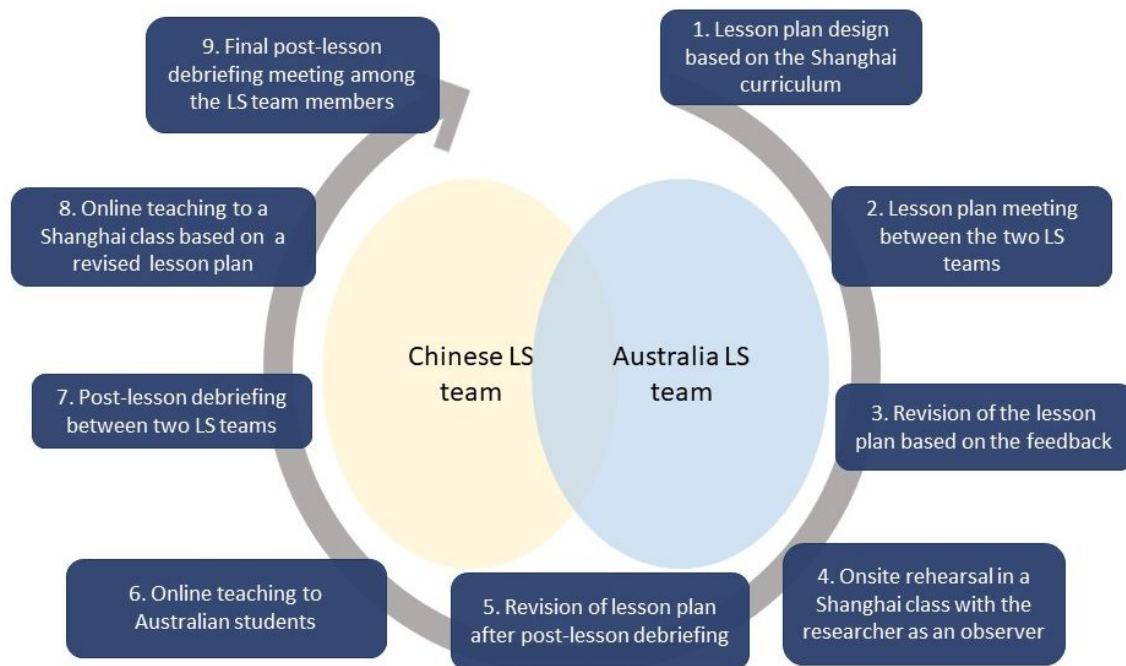 1. Lesson plan design
based on the Shanghai
curriculum
2. Lesson plan meeting
between the two LS
teams
3. Revision of the lesson
plan based on the feedback
4. Onsite rehearsal in a
Shanghai class with the
researcher as an observer
5. Revision of lesson plan
after post-lesson debriefing
6. Online teaching to
Australian students
7. Post-lesson debriefing
between two LS teams
8. Online teaching to a
Shanghai class based on a
revised lesson plan
9. Final post-lesson
debriefing meeting among
the LS team members
Chinese LS
team
Australia LS
team